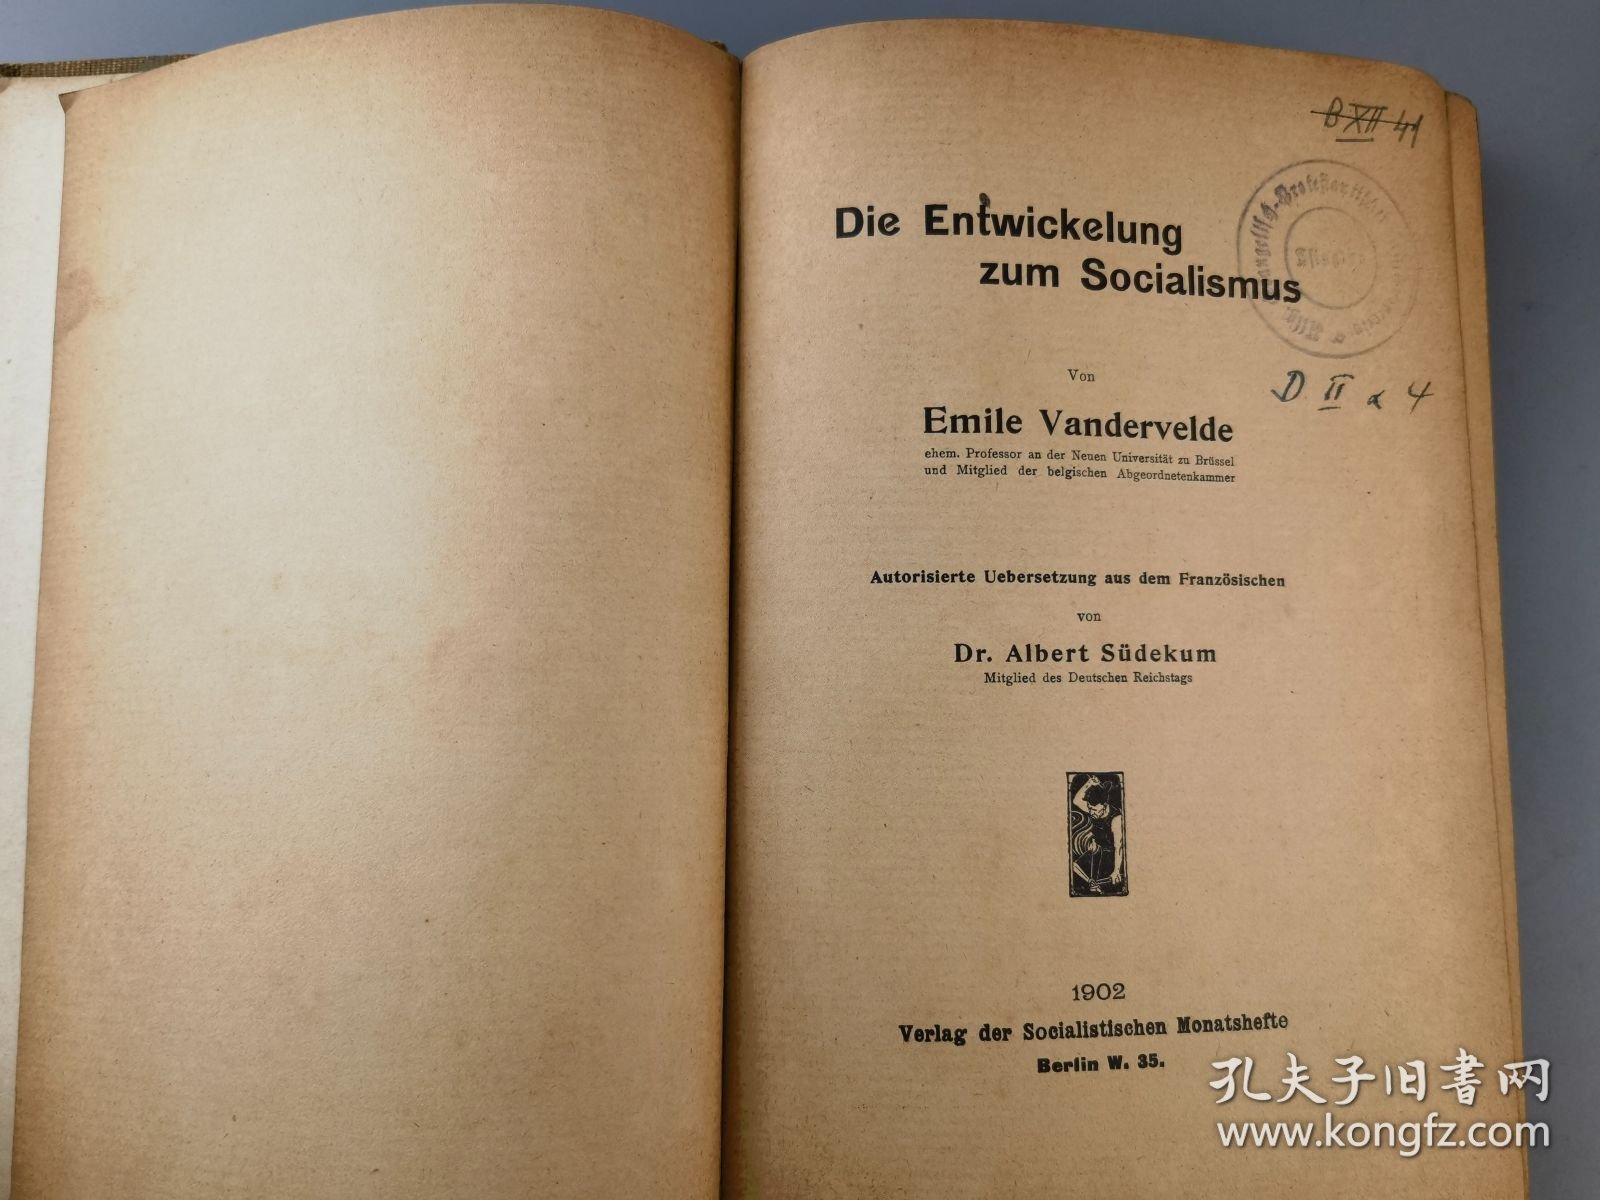 B XII 41
Die Entwickelung
zum Socialismus
Von
D II α 4
Emile Vandervelde
ehem. Professor an der Neuen Universität zu Brüssel
und Mitglied der belgischen Abgeordnetenkammer
Autorisierte Uebersetzung aus dem Französischen
von
Dr. Albert Südekum
Mitglied des Deutschen Reichstags
1902
Verlag der Socialistischen Monatshefte
Berlin W. 35.
孔夫子旧书网
www.kongfz.com